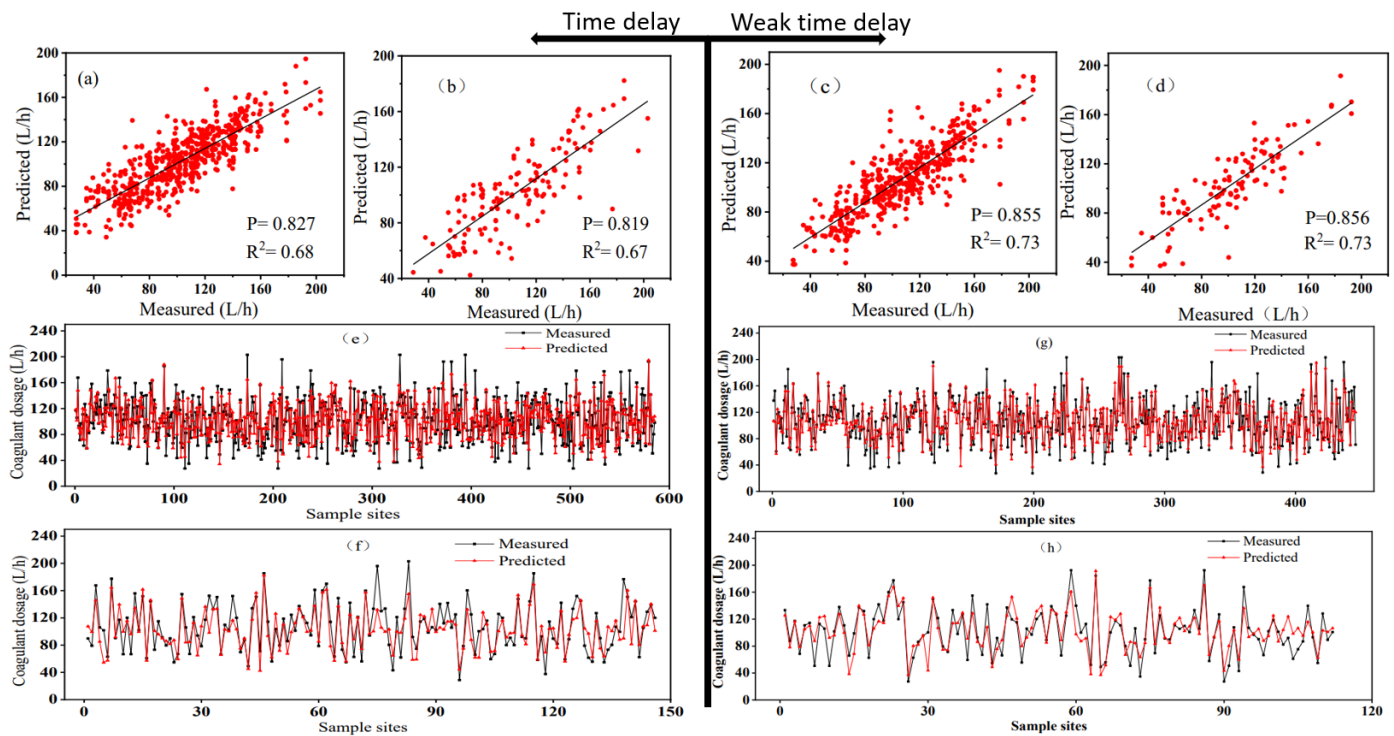 Time delay
Weak time delay
(a)
Predicted (L/h)
200
160
120
80
40
0
P= 0.827
R²= 0.68
40 80 120 160 200
Measured (L/h)
（b）
Predicted (L/h)
200
160
120
80
40
P= 0.819
R²= 0.67
40 80 120 160 200
Measured (L/h)
（c）
Predicted (L/h)
200
160
120
80
40
P= 0.855
R²= 0.73
40 80 120 160 200
Measured (L/h)
（d）
Predicted (L/h)
200
160
120
80
40
P=0.856
R²= 0.73
40 80 120 160 200
Measured（L/h）
（e）
Measured
Predicted
Coagulant dosage (L/h)
240
200
160
120
80
40
0
0 100 200 300 400 500 600
Sample sites
(g)
Measured
Predicted
Coagulant dosage (L/h)
240
200
160
120
80
40
0
0 100 200 300 400
Sample sites
（f）
Measured
Predicted
Coagulant dosage (L/h)
240
200
160
120
80
40
0
0 30 60 90 120 150
Sample sites
（h）
Measured
Predicted
Coagulant dosage (L/h)
240
200
160
120
80
40
0
0 30 60 90 120
Sample sites